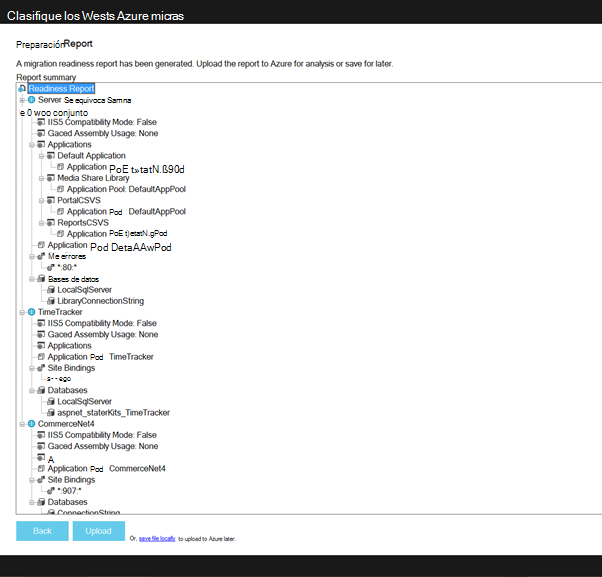 Clasifique los Wests Azure micras
Preparación Report
A migration readiness report has been generated. Upload the report to Azure for analysis or save for later.
Report summary
Readiness Report
Server Se equivoca Samna
e 0 woo conjunto
IIS5 Compatibility Mode: False
Gaced Assembly Usage: None
Applications
Default Application
Application PoE t»tatN.ß90d
Media Share Library
Application Pool: DefaultAppPool
PortalCSVS
Application Pod DefaultAppPool
ReportsCSVS
Application PoE t)etatN.gPod
Application Pod DetaAAwPod
Me errores
*:80:*
Bases de datos
LocalSqlServer
LibraryConnectionString
TimeTracker
IIS5 Compatibility Mode: False
Gaced Assembly Usage: None
Applications
Application Pod TimeTracker
Site Bindings
s--ego
Databases
LocalSqlServer
aspnet_staterKits_TimeTracker
CommerceNet4
IIS5 Compatibility Mode: False
Gaced Assembly Usage: None
A
Application Pod CommerceNet4
Site Bindings
*:907:*
Databases
ConnectionString
Back Upload Or, save file locally to upload to Azure later.